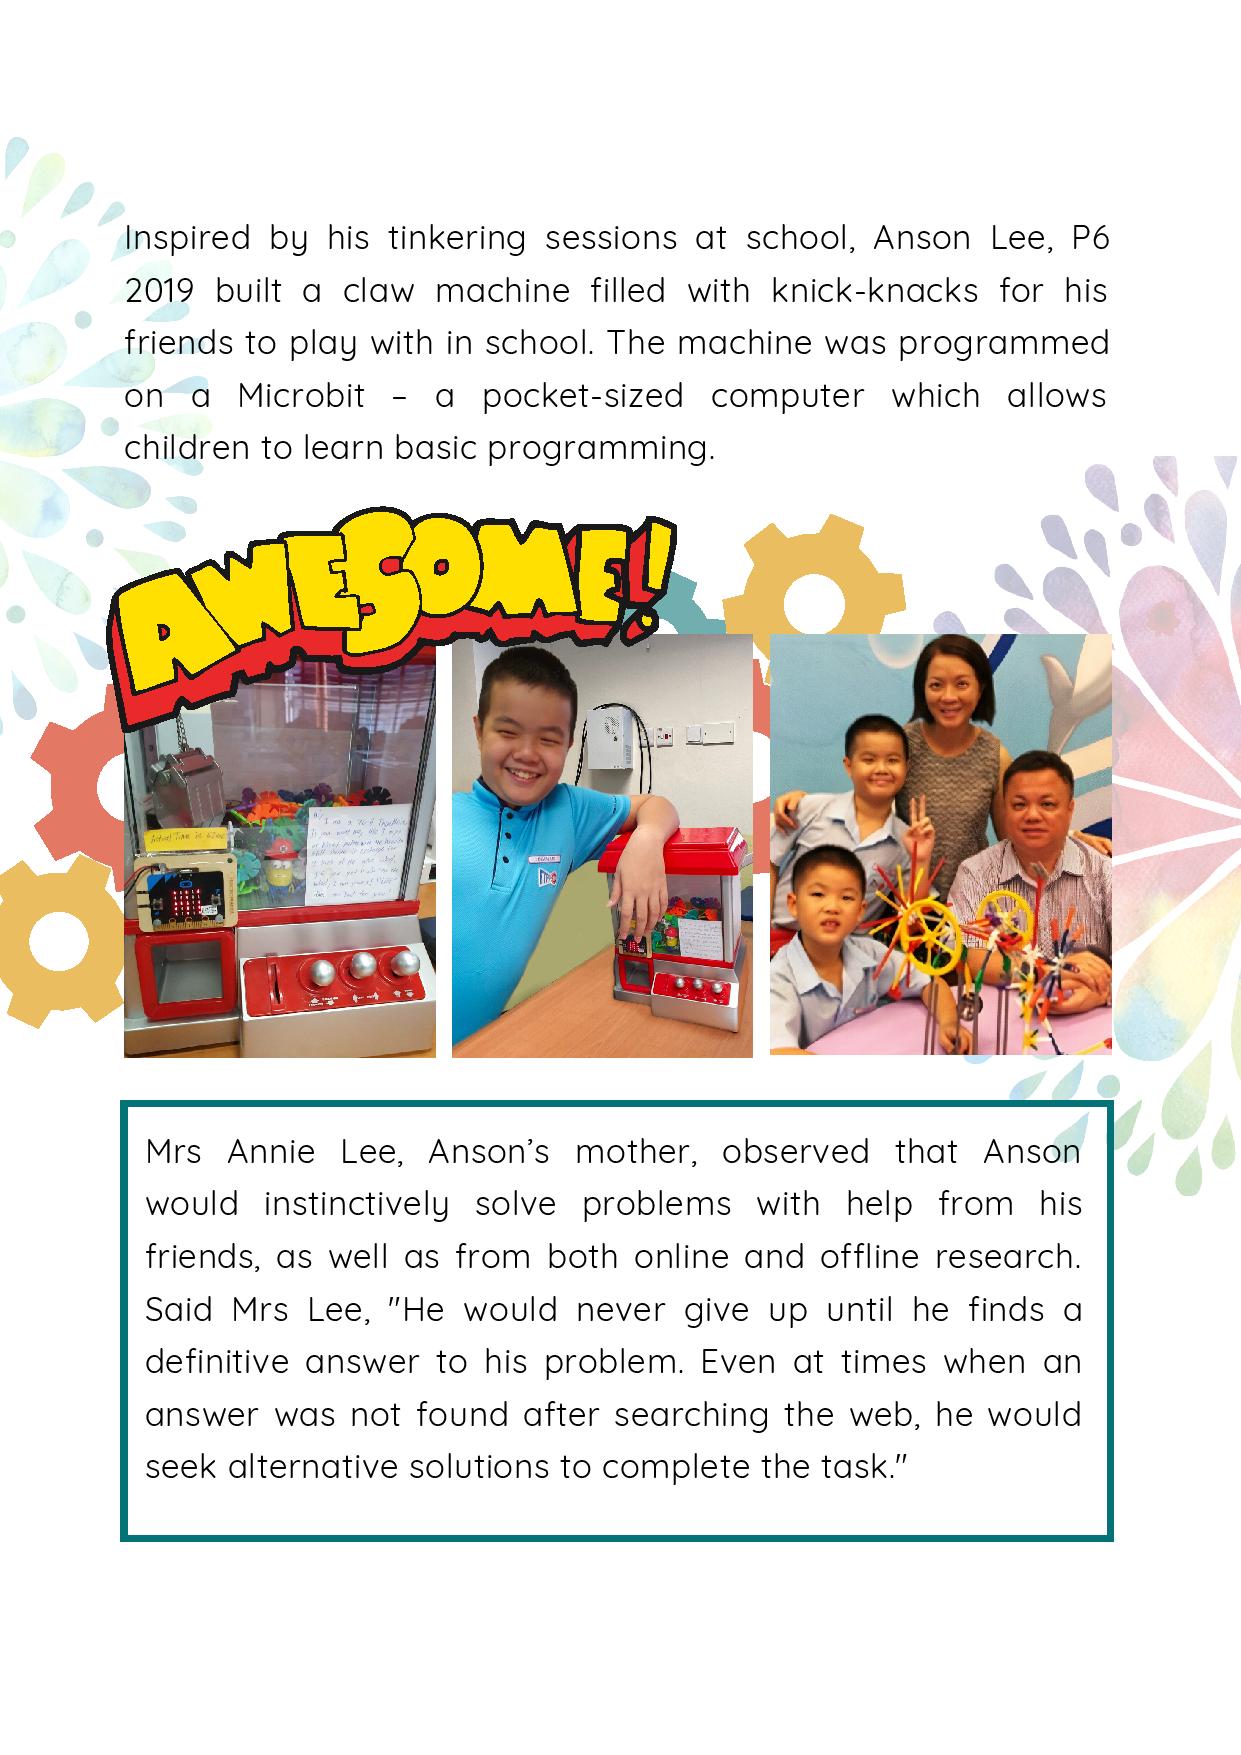 Inspired by his tinkering sessions at school, Anson Lee, P6
2019 built a claw machine filled with knick-knacks for his
friends to play with in school. The machine was programmed
on a Microbit – a pocket-sized computer which allows
children to learn basic programming.
AWESOME!
Mrs Annie Lee, Anson’s mother, observed that Anson
would instinctively solve problems with help from his
friends, as well as from both online and offline research.
Said Mrs Lee, "He would never give up until he finds a
definitive answer to his problem. Even at times when an
answer was not found after searching the web, he would
seek alternative solutions to complete the task."